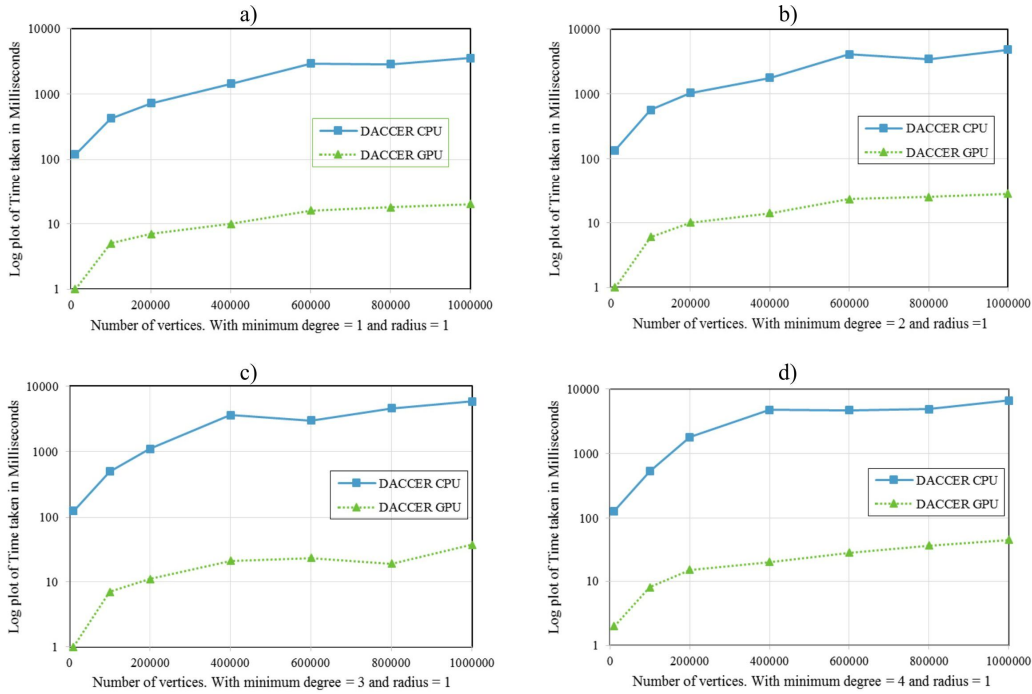 a)
Log plot of Time taken in Milliseconds
10000
1000
100
10
1
DACCER CPU
DACCER GPU
0 200000 400000 600000 800000 1000000
Number of vertices. With minimum degree = 1 and radius = 1
b)
Log plot of Time taken in Milliseconds
10000
1000
100
10
1
DACCER CPU
DACCER GPU
0 200000 400000 600000 800000 1000000
Number of vertices. With minimum degree = 2 and radius =1
c)
Log plot of Time taken in Milliseconds
10000
1000
100
10
1
DACCER CPU
DACCER GPU
0 200000 400000 600000 800000 1000000
Number of vertices. With minimum degree = 3 and radius = 1
d)
Log plot of Time taken in Milliseconds
10000
1000
100
10
1
DACCER CPU
DACCER GPU
0 200000 400000 600000 800000 1000000
Number of vertices. With minimum degree = 4 and radius = 1